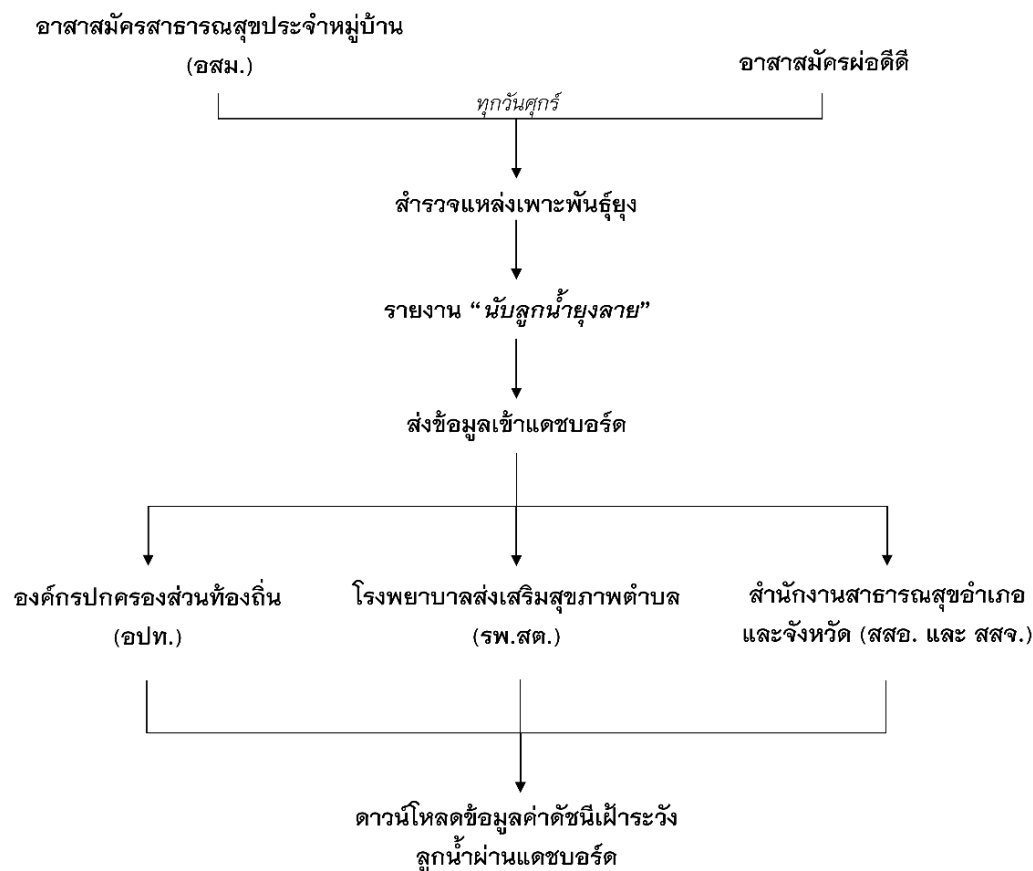 อาสาสมัครสาธารณสุขประจำหมู่บ้าน
(อสม.)
อาสาสมัครผ่อดีดี
ทุกวันศุกร์
สำรวจแหล่งเพาะพันธุ์ยุง
รายงาน “นับลูกน้ำยุงลาย”
ส่งข้อมูลเข้าแดชบอร์ด
องค์กรปกครองส่วนท้องถิ่น
(อปท.)
โรงพยาบาลส่งเสริมสุขภาพตำบล
(รพ.สต.)
สำนักงานสาธารณสุขอำเภอ
และจังหวัด (สสอ. และ สสจ.)
ดาวน์โหลดข้อมูลค่าดัชนีเฝ้าระวัง
ลูกน้ำผ่านแดชบอร์ด